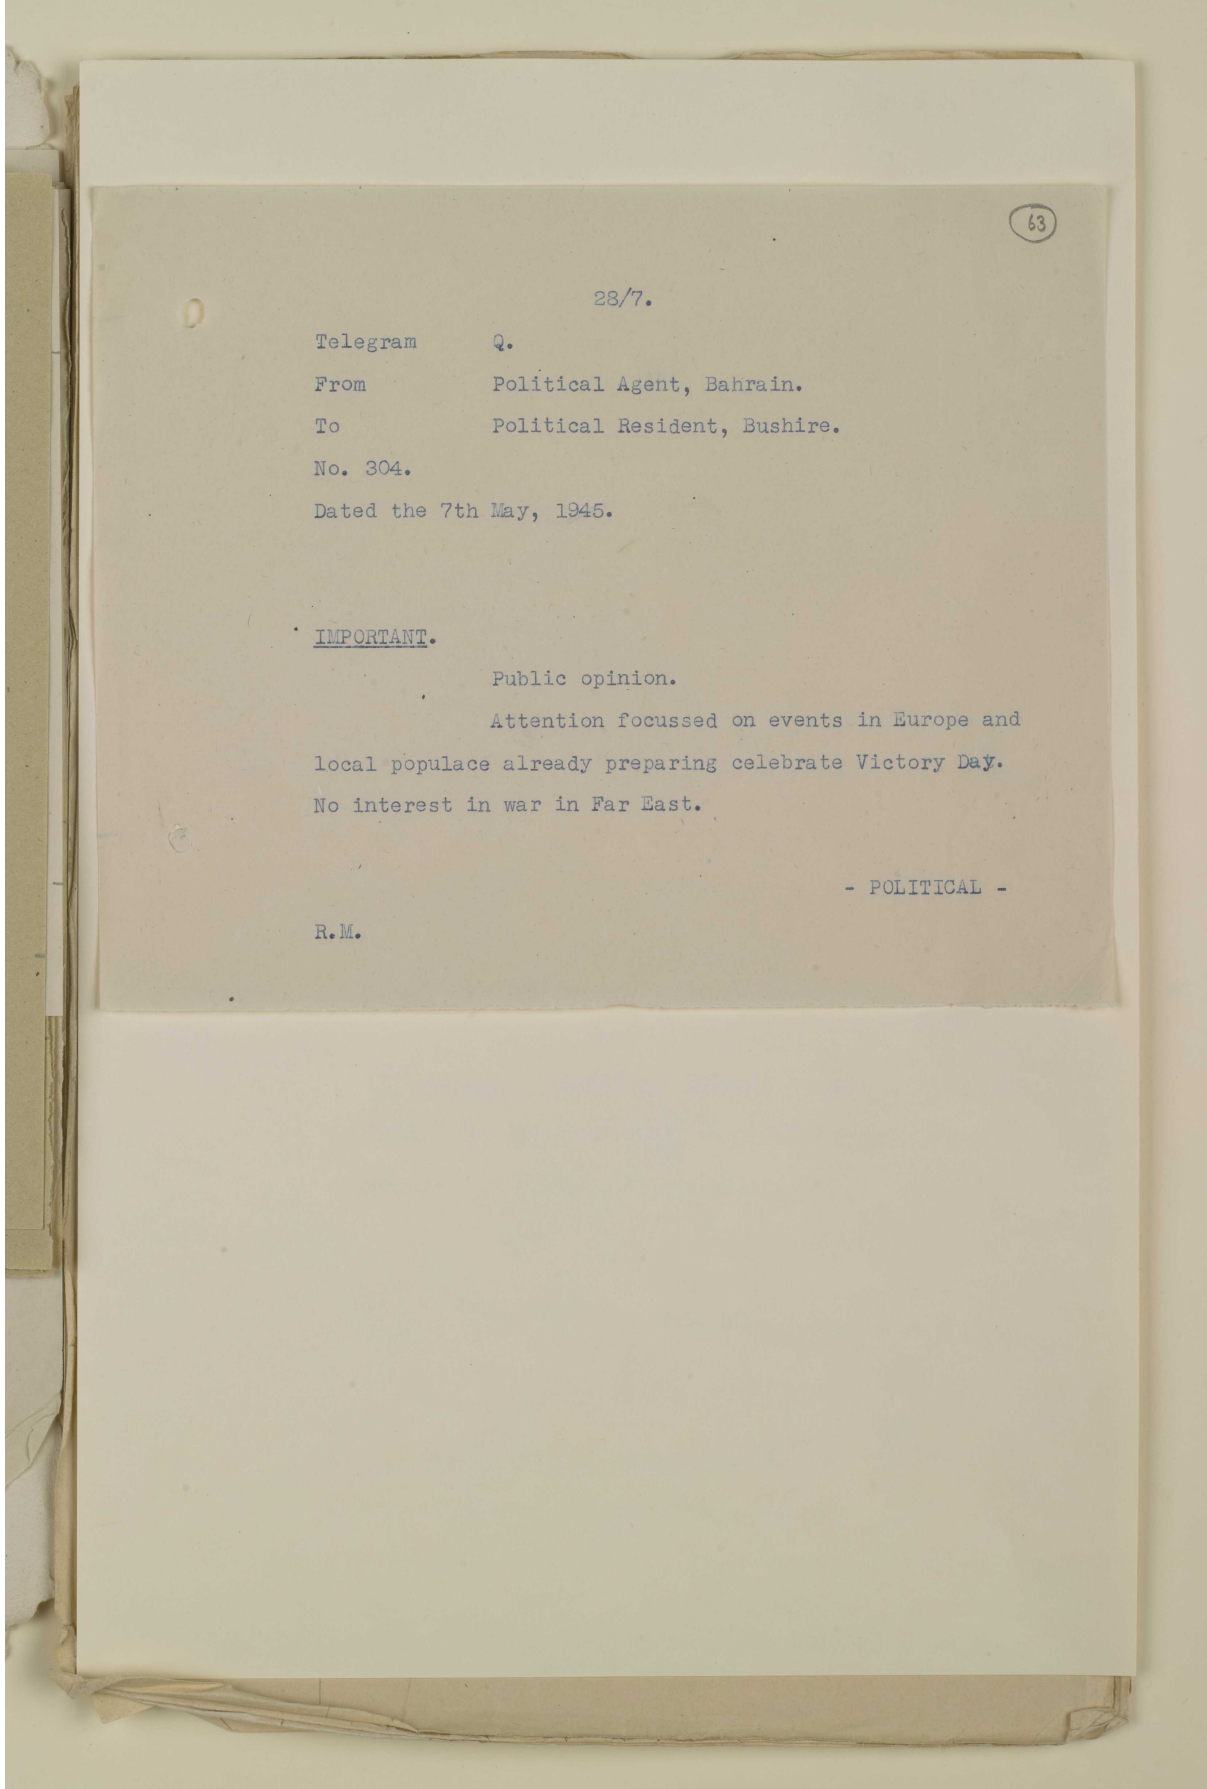 63
28/7.
Telegram Q.
From Political Agent, Bahrain.
To Political Resident, Bushire.
No. 304.
Dated the 7th May, 1945.
IMPORTANT.
Public opinion.
Attention focussed on events in Europe and
local populace already preparing celebrate Victory Day.
No interest in war in Far East.
- POLITICAL -
R.M.